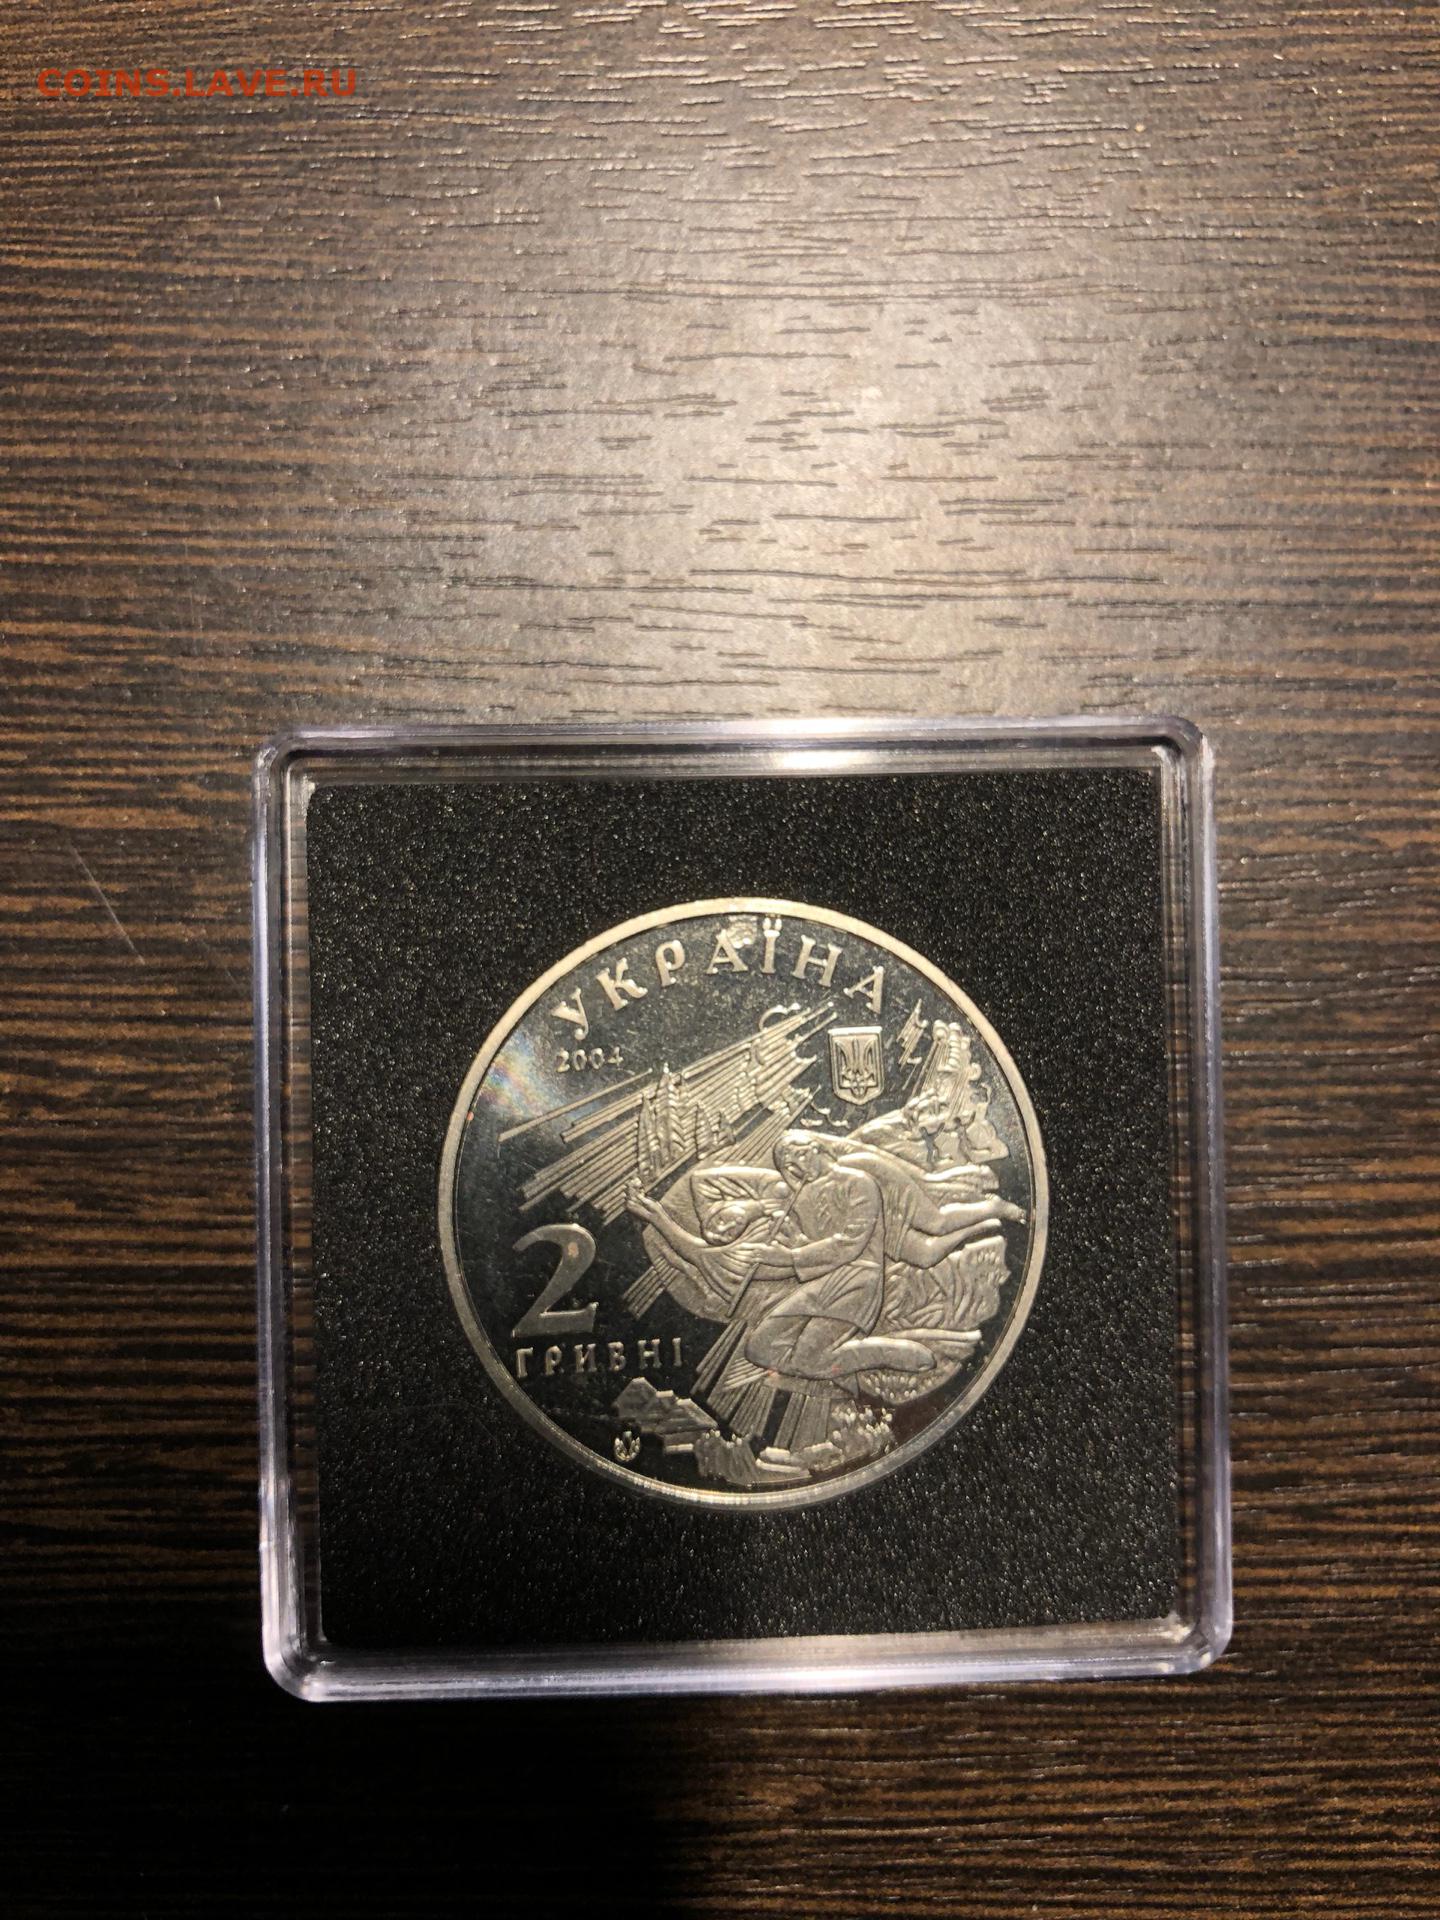 COINS.LAVE.RU
УКРАЇНА
2004
2
ГРИВНІ